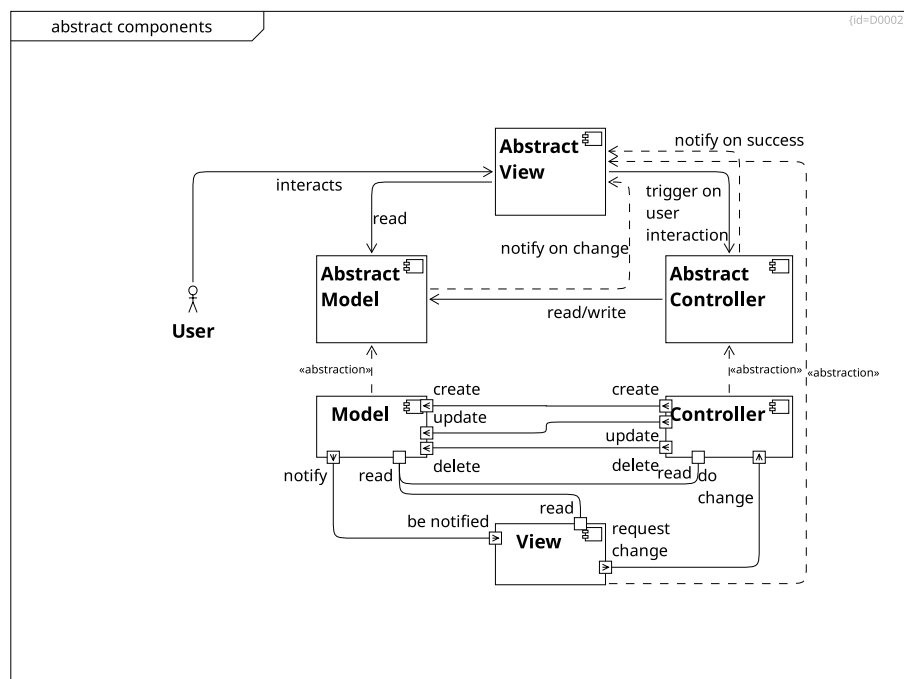 abstract components
{id=D0002
notify on success
Abstract
View
interacts
trigger on
user
interaction
read
notify on change
Abstract
Model
Abstract
Controller
read/write
User
«abstraction»
«abstraction»
«abstraction»
create
create
Model
Controller
update
update
delete
delete
notify
read
read
do
change
read
be notified
View
request
change